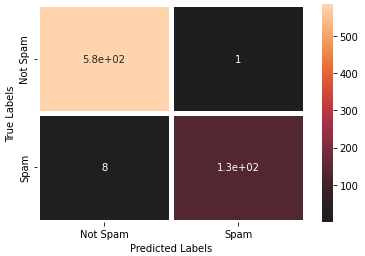 True Labels
Not Spam
Spam
5.8e+02
1
8
1.3e+02
Not Spam
Spam
Predicted Labels
500
400
300
200
100